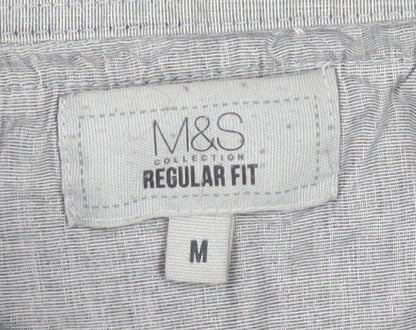 M&S
COLLECTION
REGULAR FIT
M